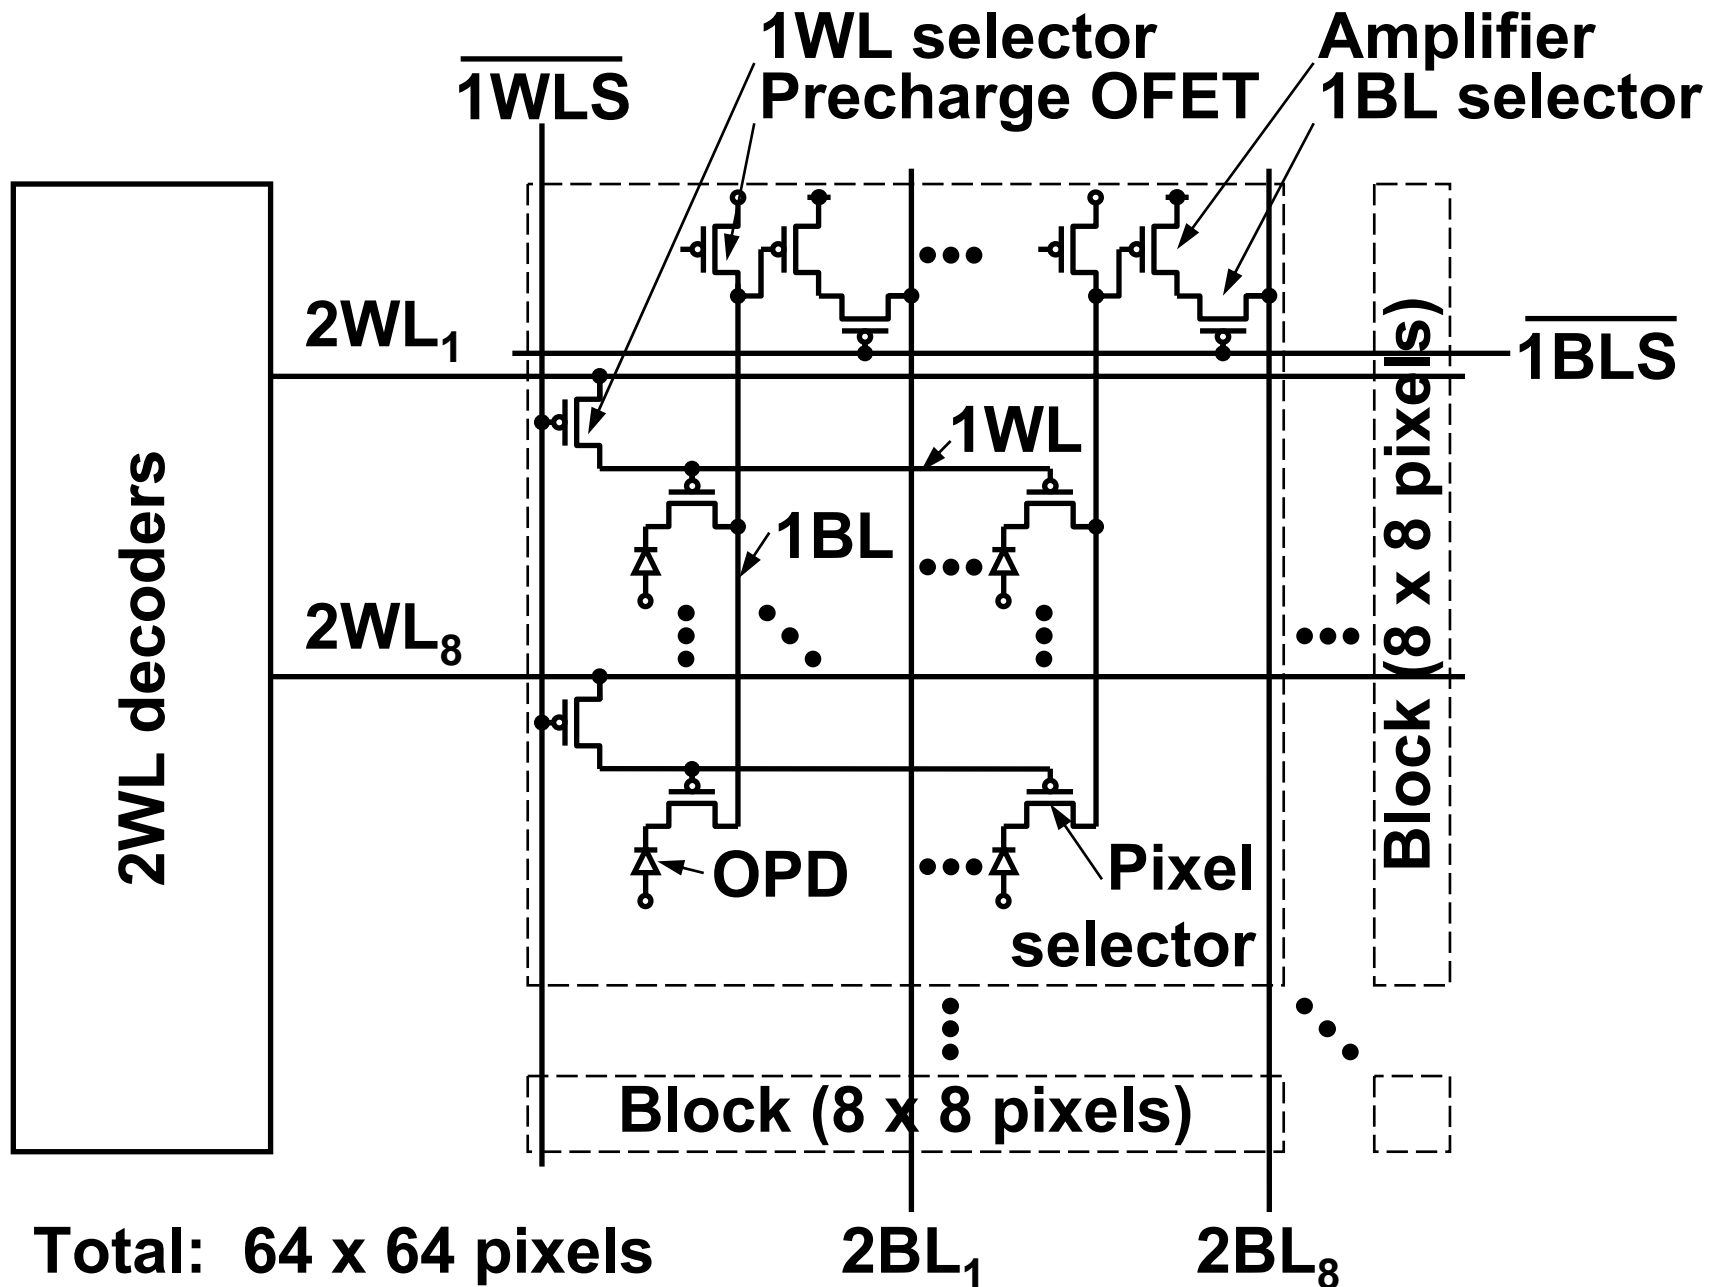 1WL selector
Amplifier
1WLS
Precharge OFET
1BL selector
2WL1
1BLS
1WL
2WL decoders
1BL
Block (8 x 8 pixels)
2WL8
OPD
Pixel
selector
Block (8 x 8 pixels)
Total: 64 x 64 pixels
2BL1
2BL8